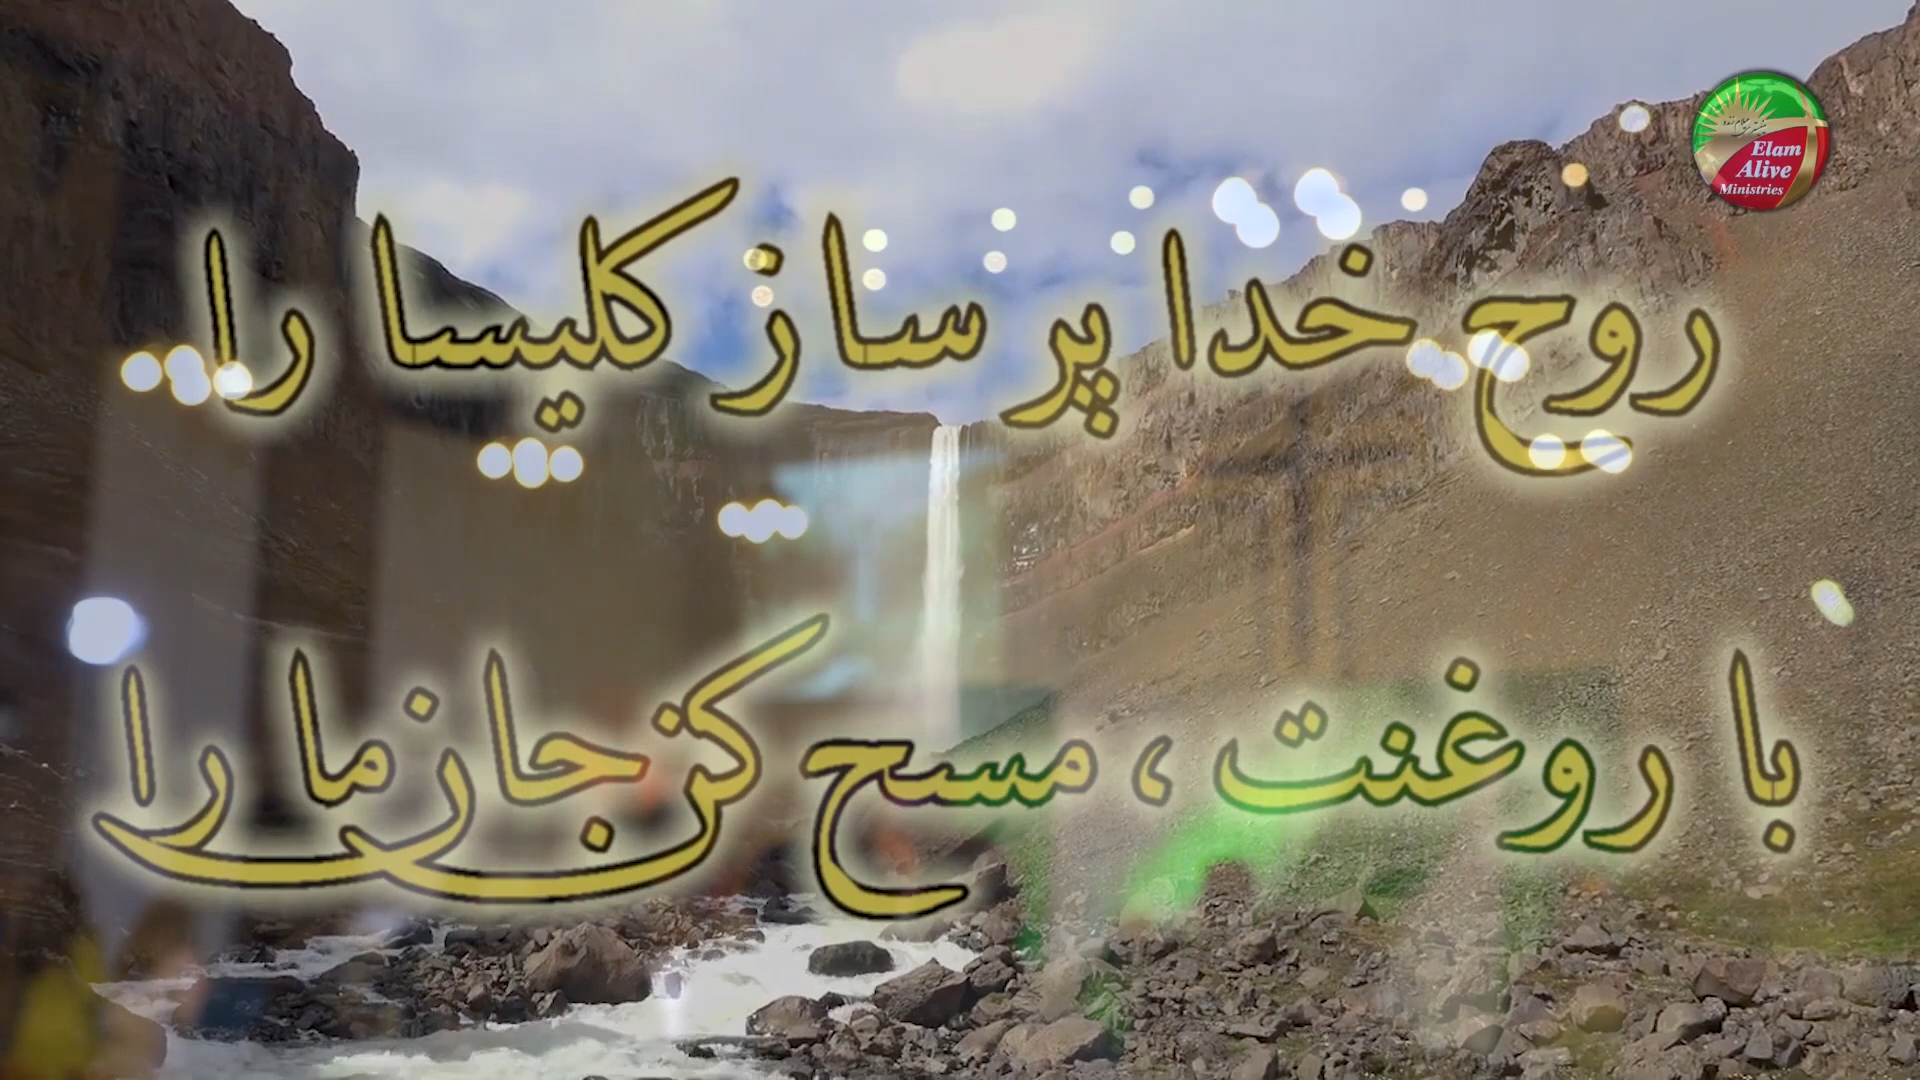 روح خدا پر ساز کلیسا را
با روغنت ، مسح کن جان ما را
Elam
Alive
Ministries